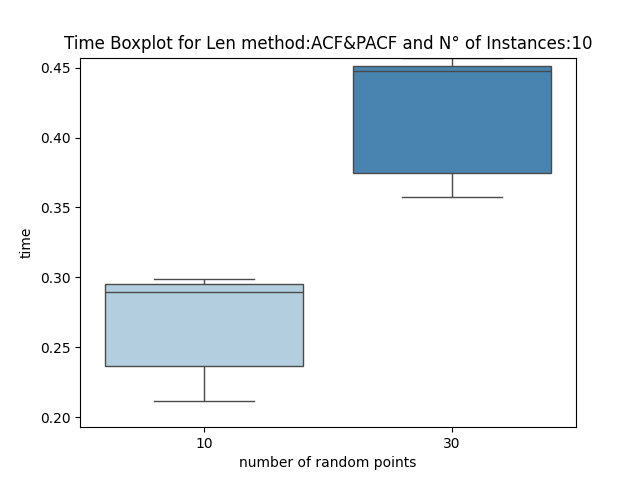 Time Boxplot for Len method:ACF&PACF and N° of Instances:10
0.45
0.40
0.35
0.30
0.25
0.20
time
10 30
number of random points